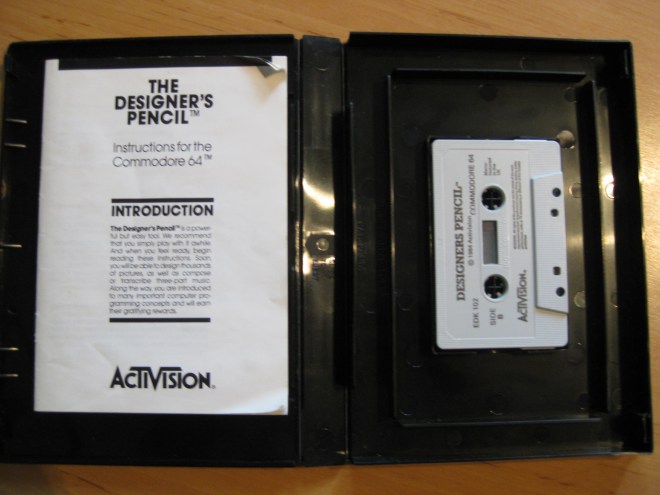 THE
DESIGNER'S
PENCIL™
Instructions for the
Commodore 64™
INTRODUCTION
The Designer's Pencil™ is a power-
ful but easy tool. We recommend
that you simply play with it awhile.
And when you feel ready, begin
reading these instructions. Soon,
you will be able to design thousands
of pictures, as well as compose
or transcribe three-part music.
Along the way, you are introduced
to many important computer pro-
gramming concepts and will earn
their gratifying rewards.
ACTIVISION®
DESIGNERS PENCIL™
© 1984 Activision COMMODORE 64
EDK 102
SIDE
B
ACTIVISION®